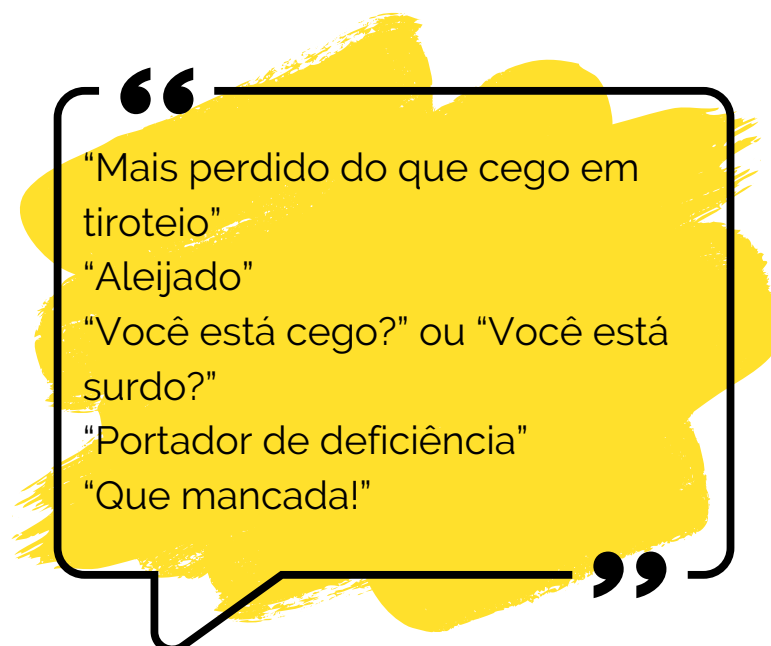 “Mais perdido do que cego em
tiroteio”
“Aleijado”
“Você está cego?” ou “Você está
surdo?”
“Portador de deficiência”
“Que mancada!”